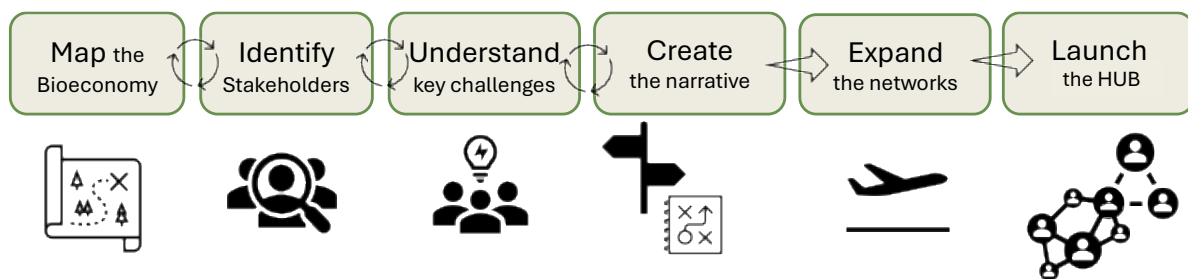 Map the
Bioeconomy
Identify
Stakeholders
Understand
key challenges
Create
the narrative
Expand
the networks
Launch
the HUB